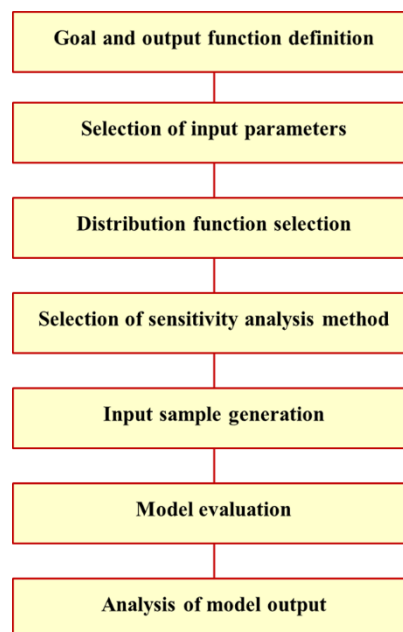 Goal and output function definition
Selection of input parameters
Distribution function selection
Selection of sensitivity analysis method
Input sample generation
Model evaluation
Analysis of model output